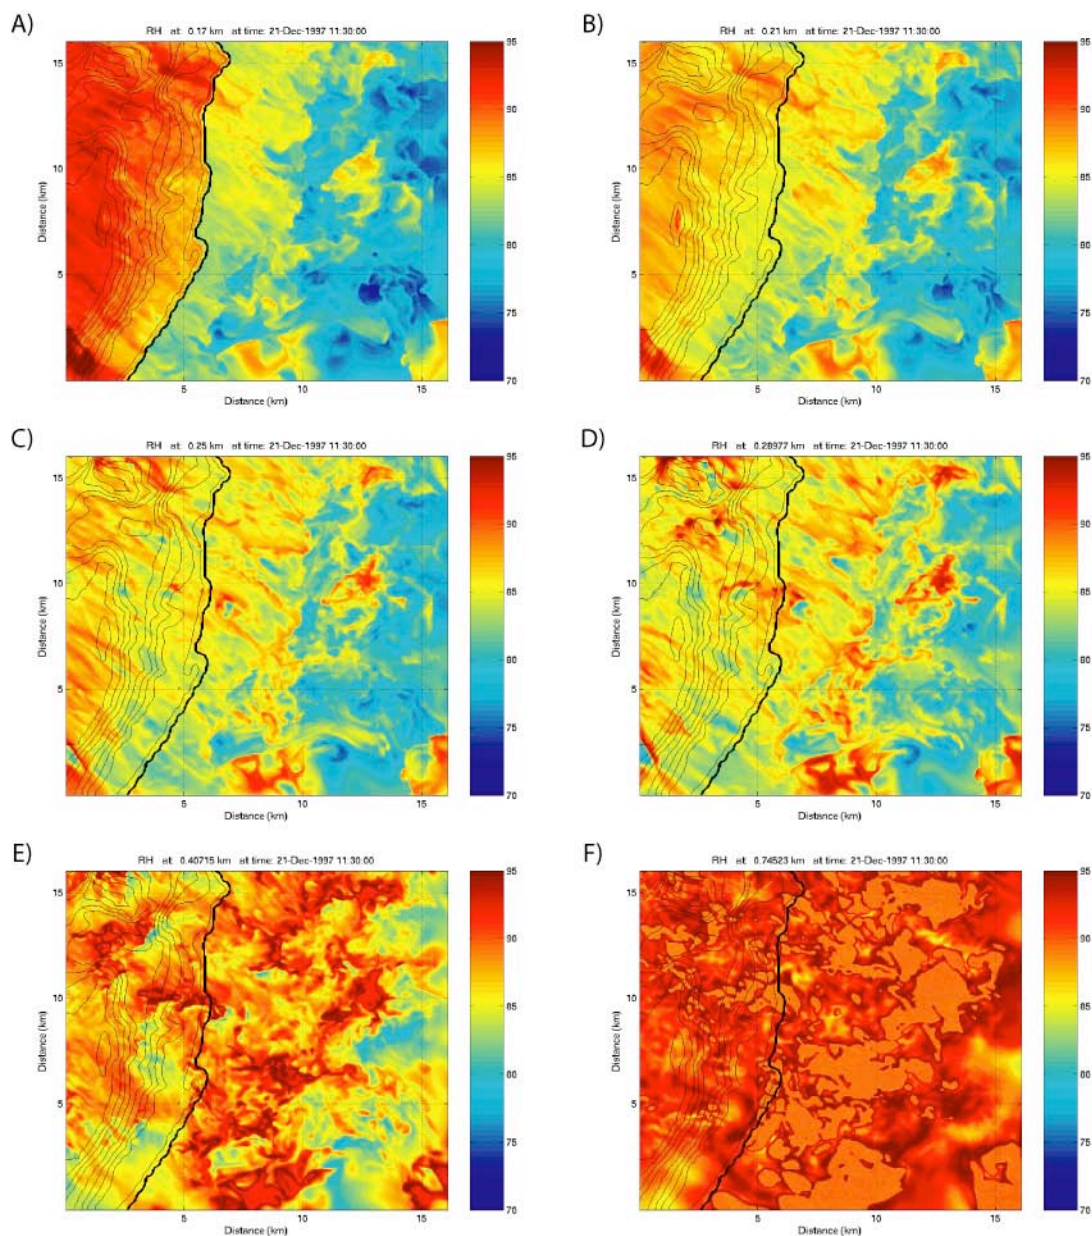 A)
RH at: 0.17 km at time: 21-Dec-1997 11:30:00
15
10
5
Distance (km)
5 10 15
Distance (km)
95
90
85
80
75
70
B)
RH at: 0.21 km at time: 21-Dec-1997 11:30:00
15
10
5
Distance (km)
5 10 15
Distance (km)
95
90
85
80
75
70
C)
RH at: 0.25 km at time: 21-Dec-1997 11:30:00
15
10
5
Distance (km)
5 10 15
Distance (km)
95
90
85
80
75
70
D)
RH at: 0.28977 km at time: 21-Dec-1997 11:30:00
15
10
5
Distance (km)
5 10 15
Distance (km)
95
90
85
80
75
70
E)
RH at: 0.40715 km at time: 21-Dec-1997 11:30:00
15
10
5
Distance (km)
5 10 15
Distance (km)
95
90
85
80
75
70
F)
RH at: 0.74523 km at time: 21-Dec-1997 11:30:00
15
10
5
Distance (km)
5 10 15
Distance (km)
95
90
85
80
75
70